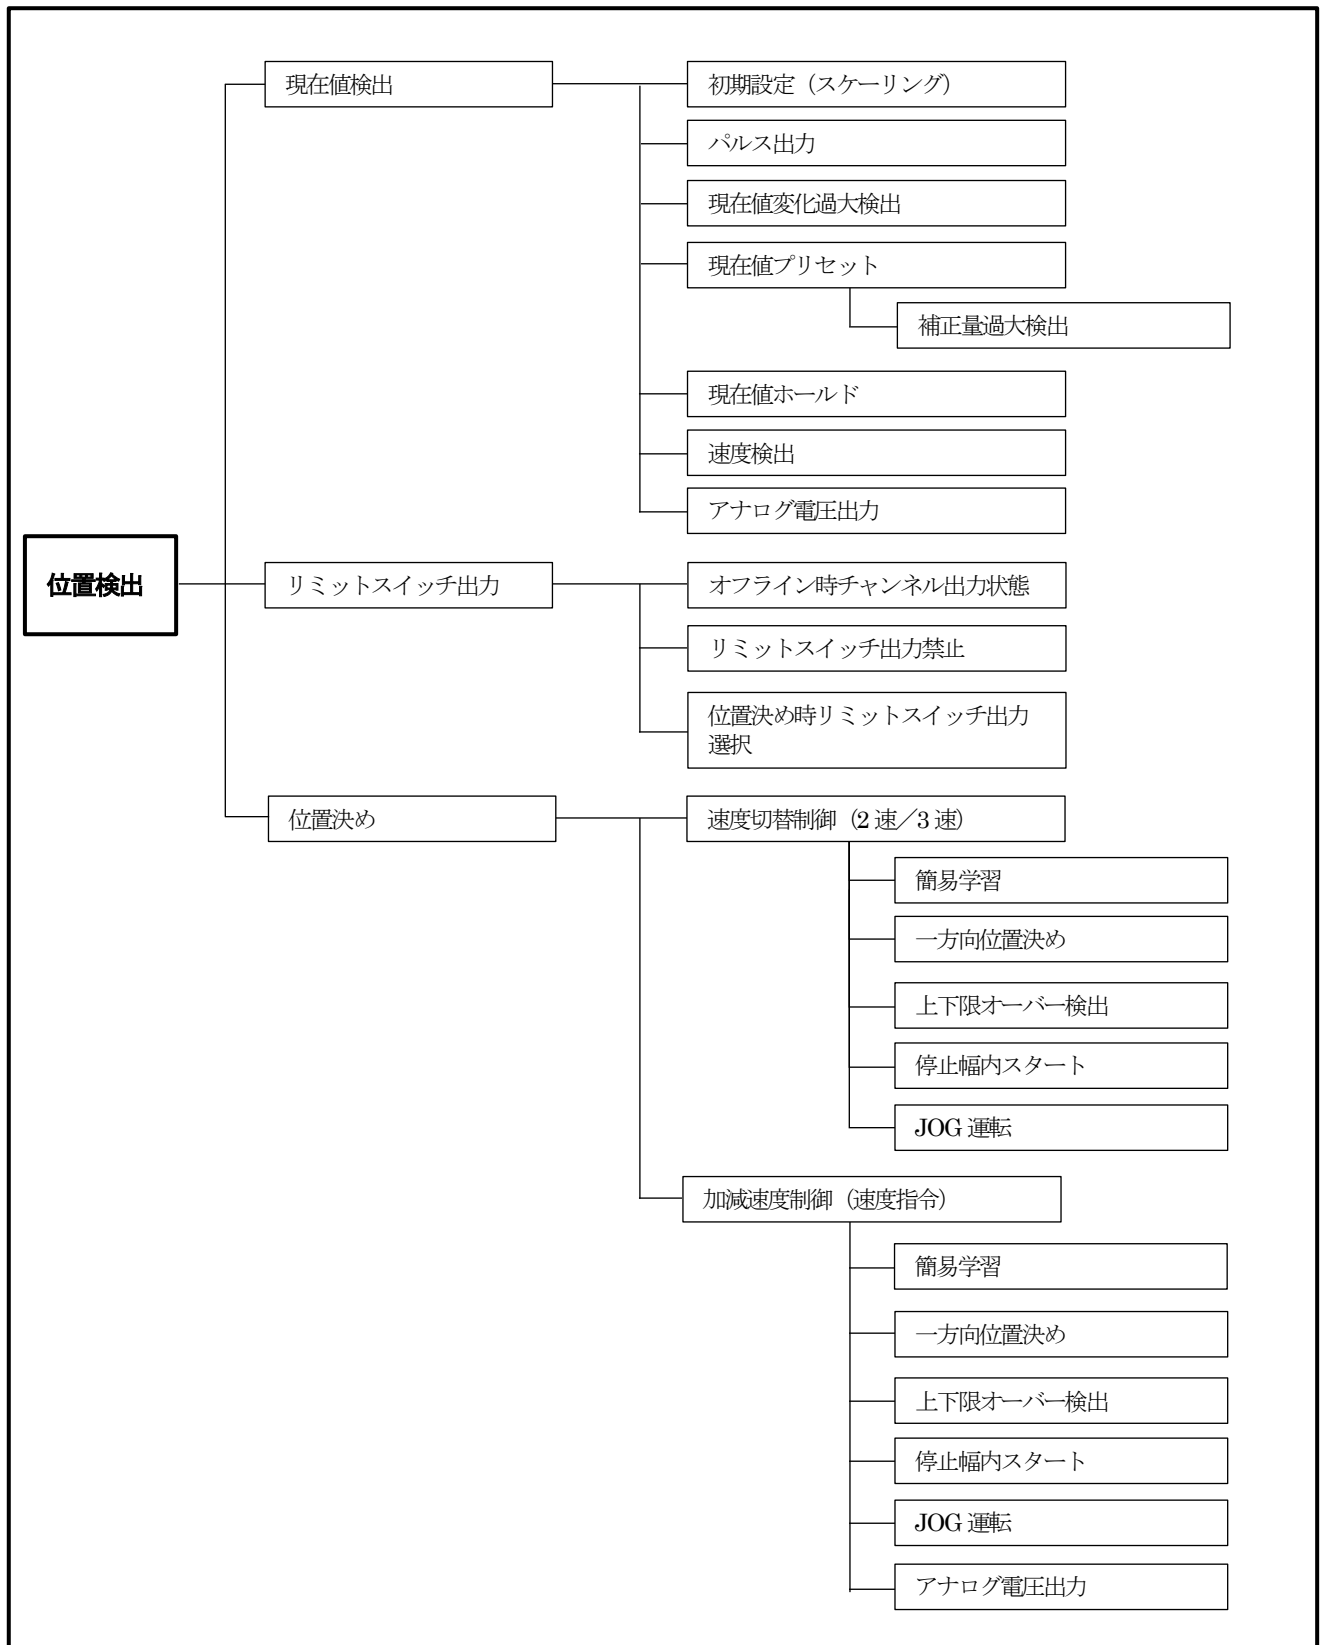 現在値検出
初期設定（スケーリング）
パルス出力
現在値変化過大検出
現在値プリセット
補正量過大検出
現在値ホールド
速度検出
アナログ電圧出力
位置検出
リミットスイッチ出力
オフライン時チャンネル出力状態
リミットスイッチ出力禁止
位置決め時リミットスイッチ出力
選択
位置決め
速度切替制御（2 速／3 速）
簡易学習
一方向位置決め
上下限オーバー検出
停止幅内スタート
JOG 運転
加減速度制御（速度指令）
簡易学習
一方向位置決め
上下限オーバー検出
停止幅内スタート
JOG 運転
アナログ電圧出力